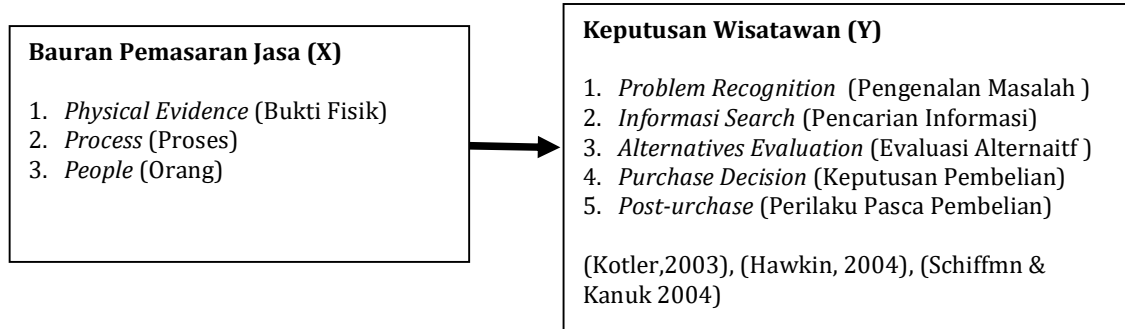 Bauran Pemasaran Jasa (X)
1. Physical Evidence (Bukti Fisik)
2. Process (Proses)
3. People (Orang)
Keputusan Wisatawan (Y)
1. Problem Recognition (Pengenalan Masalah )
2. Informasi Search (Pencarian Informasi)
3. Alternatives Evaluation (Evaluasi Alternaitf )
4. Purchase Decision (Keputusan Pembelian)
5. Post-urchase (Perilaku Pasca Pembelian)
(Kotler,2003), (Hawkin, 2004), (Schiffmn &
Kanuk 2004)